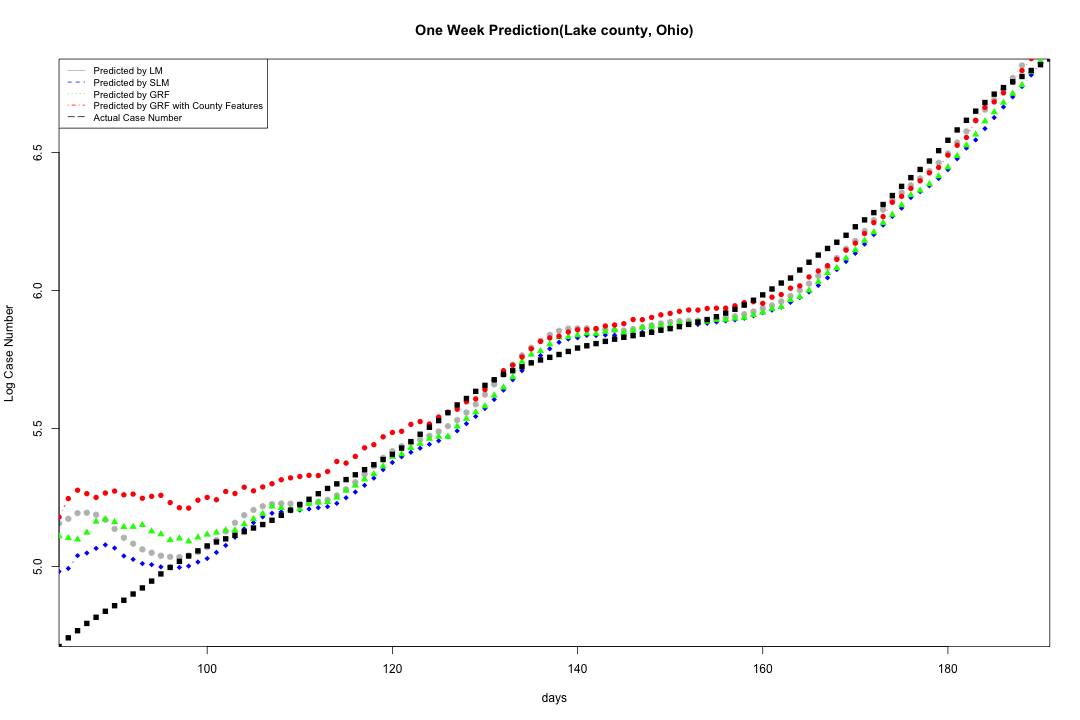 One Week Prediction(Lake county, Ohio)
Predicted by LM
Predicted by SLM
Predicted by GRF
Predicted by GRF with County Features
Actual Case Number
6.5
6.0
5.5
5.0
Log Case Number
100 120 140 160 180
days